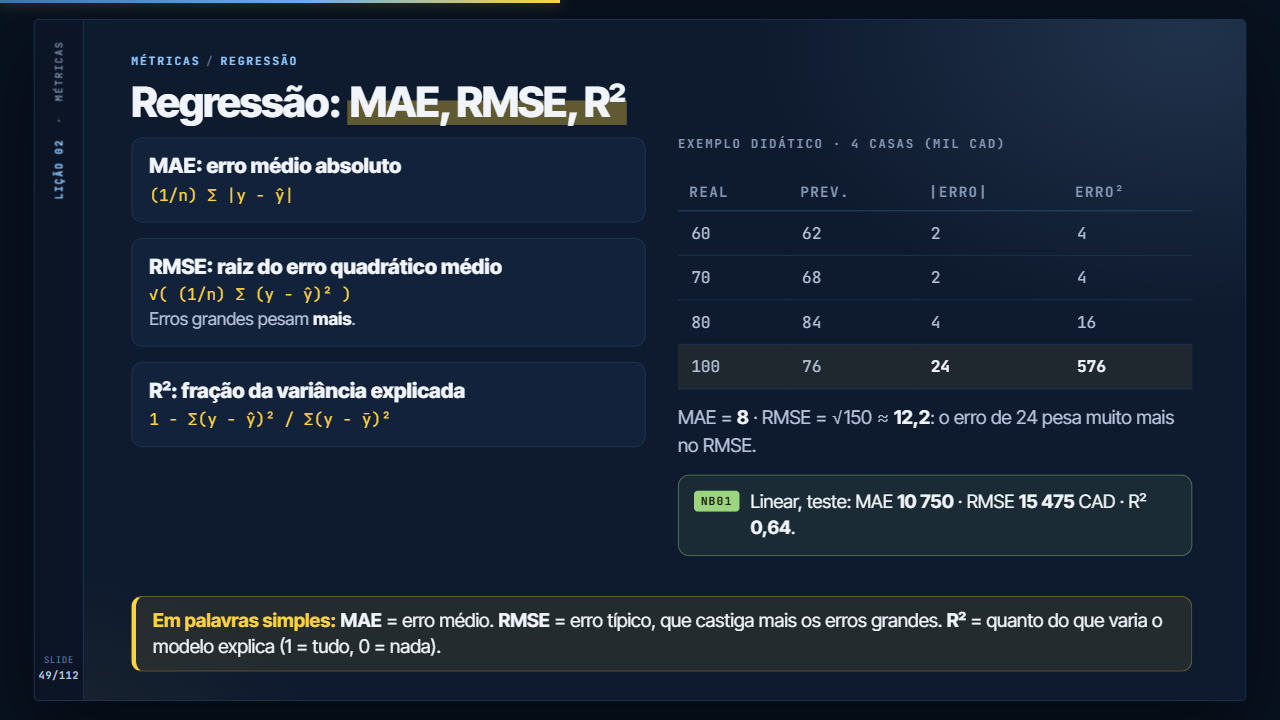 LIÇÃO 02 · MÉTRICAS
MÉTRICAS / REGRESSÃO
Regressão: MAE, RMSE, R²
MAE: erro médio absoluto
(1/n) Σ |y - ŷ|
RMSE: raiz do erro quadrático médio
√( (1/n) Σ (y - ŷ)² )
Erros grandes pesam mais.
R²: fração da variância explicada
1 - Σ(y - ŷ)² / Σ(y - ȳ)²
EXEMPLO DIDÁTICO · 4 CASAS (MIL CAD)
REAL PREV. |ERRO| ERRO²
60 62 2 4
70 68 2 4
80 84 4 16
100 76 24 576
MAE = 8 · RMSE = √150 ≈ 12,2: o erro de 24 pesa muito mais
no RMSE.
NB01 Linear, teste: MAE 10 750 · RMSE 15 475 CAD · R²
0,64.
Em palavras simples: MAE = erro médio. RMSE = erro típico, que castiga mais os erros grandes. R² = quanto do que varia o
modelo explica (1 = tudo, 0 = nada).
SLIDE
49/112